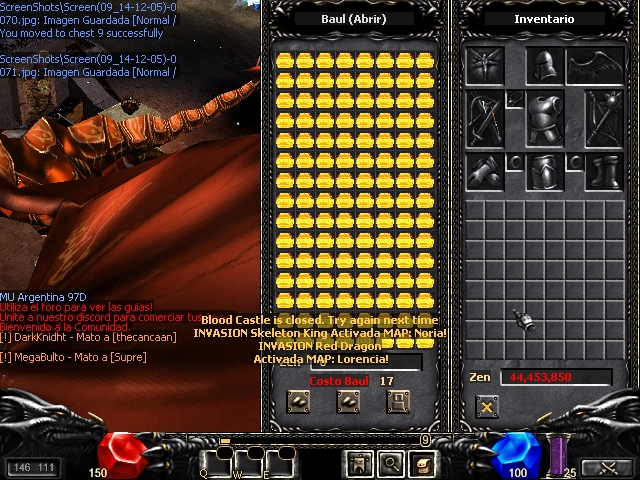 ScreenShots\Screen(09_14-12-05)-0
070.jpg: Imagen Guardada [Normal /
You moved to chest 9 successfully
ScreenShots\Screen(09_14-12-05)-0
071.jpg: Imagen Guardada [Normal /
Baul (Abrir)
Inventario
MU Argentina 97D
Utiliza el foro para ver las guias!
Unite a nuestro discord para comerciar
Bienvenido a la Comunidad.
[!] DarkKnidht - Mato a [thecancaan]
[!] MegaBulto - Mato a [Supre]
Blood Castle is closed. Try again next time
INVASION Skeleton King Activada MAP: Noria!
INVASION Red Dragon
Activada MAP: Lorencia!
Costo Baul 17
Zen 44,453,850
9
146 111
150
Q W E
100
25